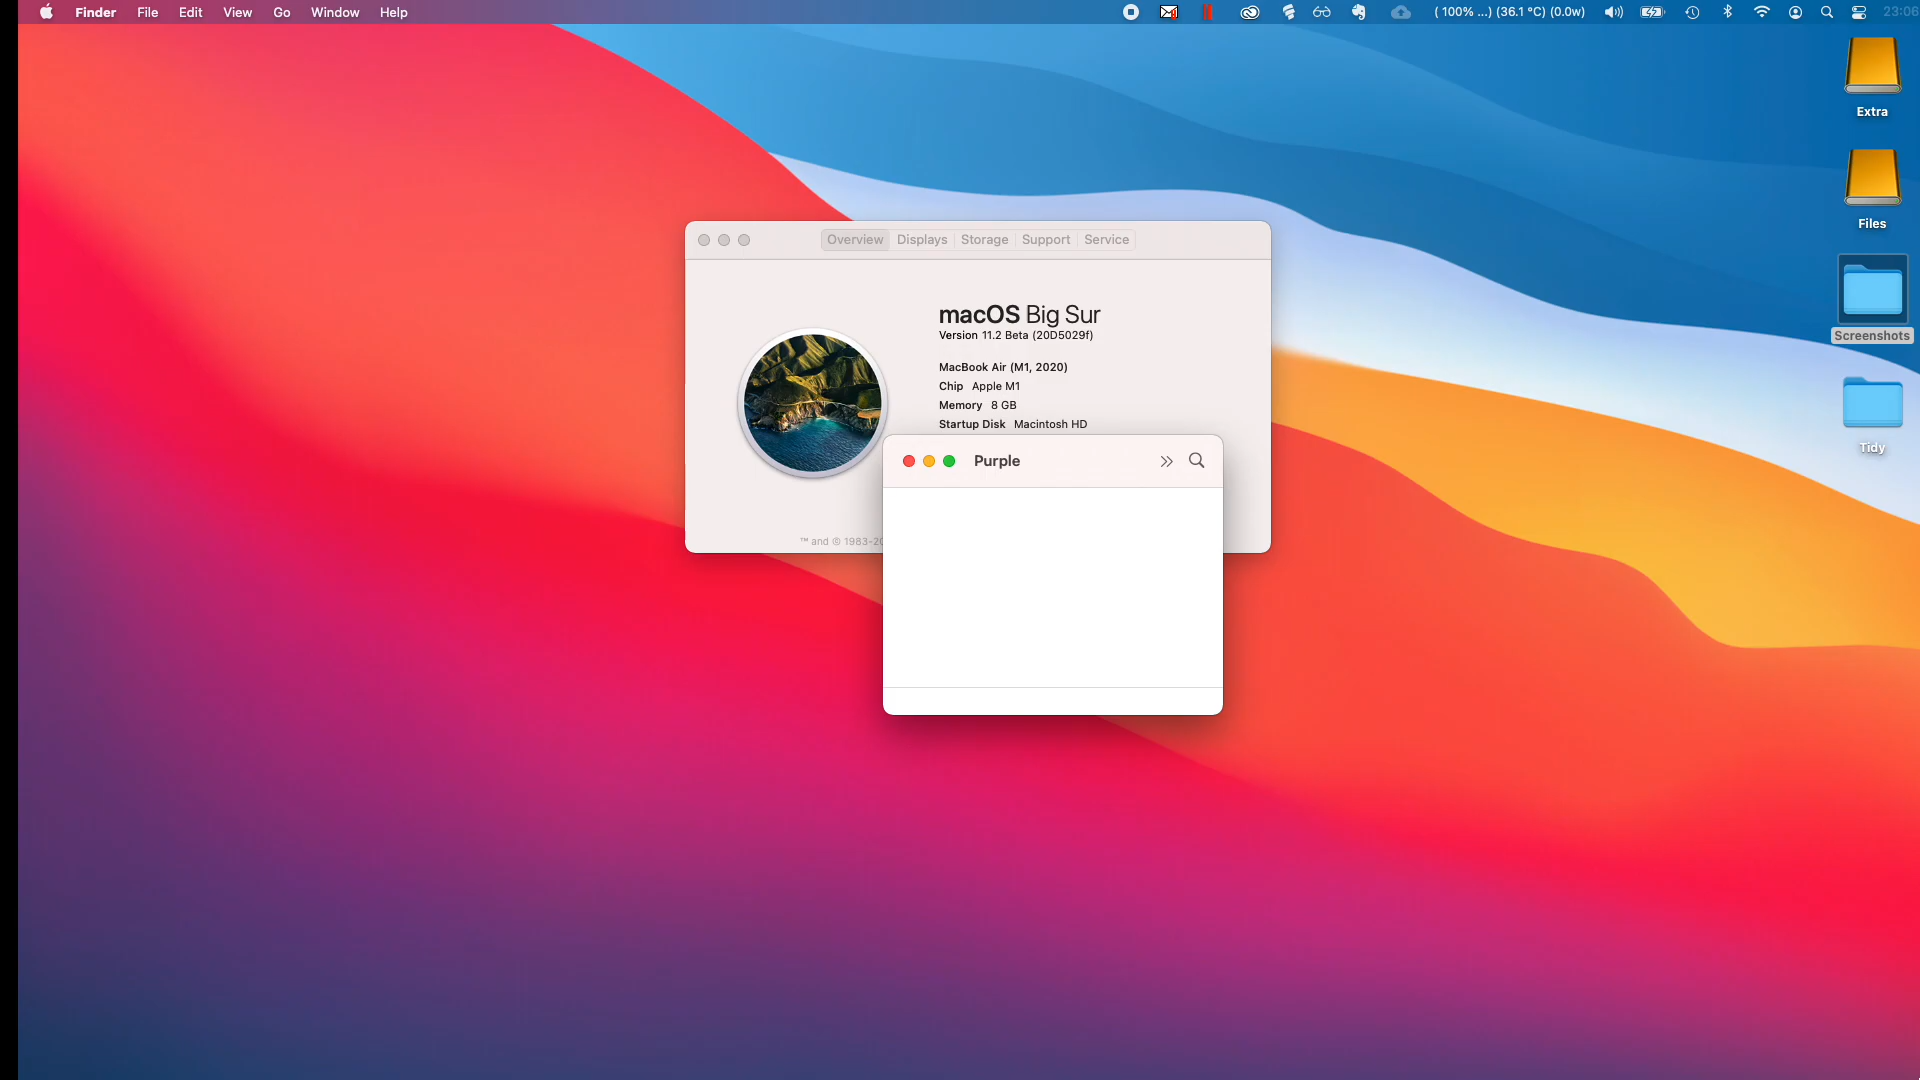 Finder File Edit View Go Window Help
( 100% ...) (36.1 °C) (0.0w) 23:06
Extra
Files
Screenshots
Tidy
Overview Displays Storage Support Service
macOS Big Sur
Version 11.2 Beta (20D5029f)
MacBook Air (M1, 2020)
Chip Apple M1
Memory 8 GB
Startup Disk Macintosh HD
™ and © 1983-20
Purple